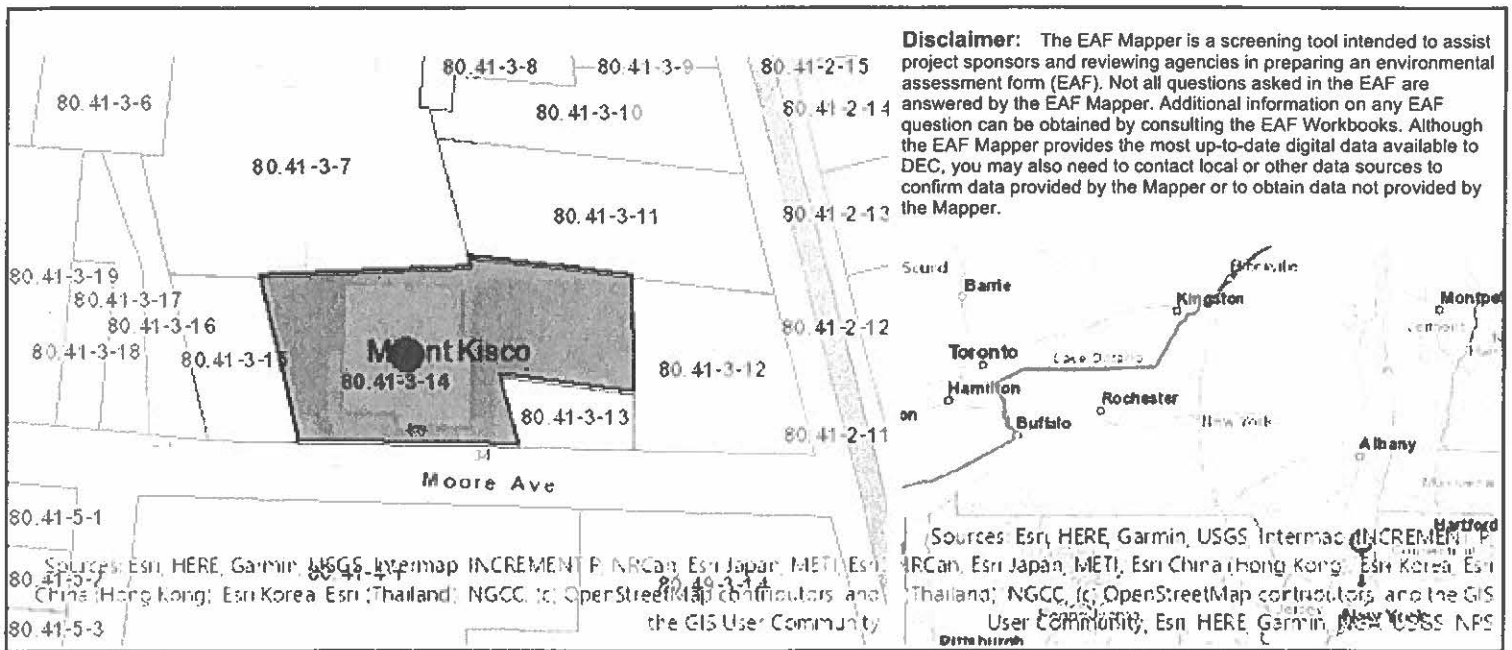 Disclaimer: The EAF Mapper is a screening tool intended to assist
project sponsors and reviewing agencies in preparing an environmental
assessment form (EAF). Not all questions asked in the EAF are
answered by the EAF Mapper. Additional information on any EAF
question can be obtained by consulting the EAF Workbooks. Although
the EAF Mapper provides the most up-to-date digital data available to
DEC, you may also need to contact local or other data sources to
confirm data provided by the Mapper or to obtain data not provided by
the Mapper.
80.41-3-6
80.41-3-8
80.41-3-9
80.41-2-15
80.41-3-10
80.41-2-14
80.41-3-7
80.41-3-11
80.41-2-13
80.41-3-19
80.41-3-17
80.41-3-16
80.41-3-18
80.41-3-15
Kisco
80.41-3-14
80.41-2-12
80.41-3-12
80.41-3-13
80.41-2-11
Moore Ave
80.41-5-1
80.41-5-2
80.41-5-3
Sources: Esri, HERE, Garmin, USGS, Intermap, INCREMENT P, NRCan, Esri Japan, METI, Esri
China (Hong Kong), Esri Korea, Esri (Thailand), NGCC, (c) OpenStreetMap contributors, and
the GIS User Community
Barrie
Kingston
Toronto
Lake Ontario
Hamilton
Rochester
Buffalo
New York
Albany
Hartford
Sources: Esri, HERE, Garmin, USGS, Intermap, INCREMENT P,
NRCan, Esri Japan, METI, Esri China (Hong Kong), Esri Korea, Esri
(Thailand), NGCC, (c) OpenStreetMap contributors, and the GIS
User Community, Esri, HERE, Garmin, USGS, NPS
New York
Pittsburgh